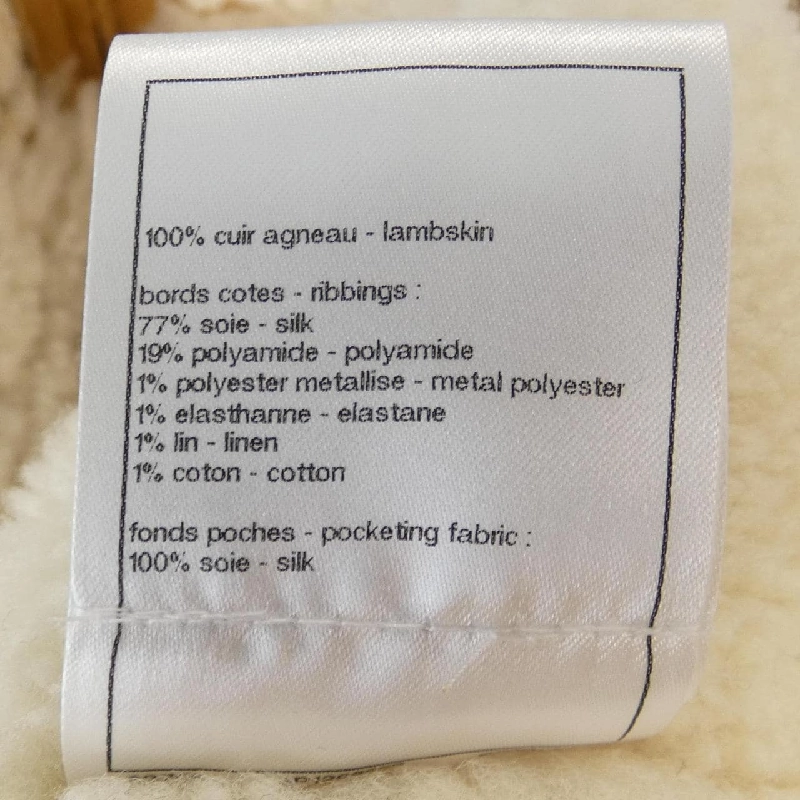 100% cuir agneau - lambskin
bords cotes - ribbings :
77% soie - silk
19% polyamide - polyamide
1% polyester metallise - metal polyester
1% elasthanne - elastane
1% lin - linen
1% coton - cotton
fonds poches - pocketing fabric :
100% soie - silk